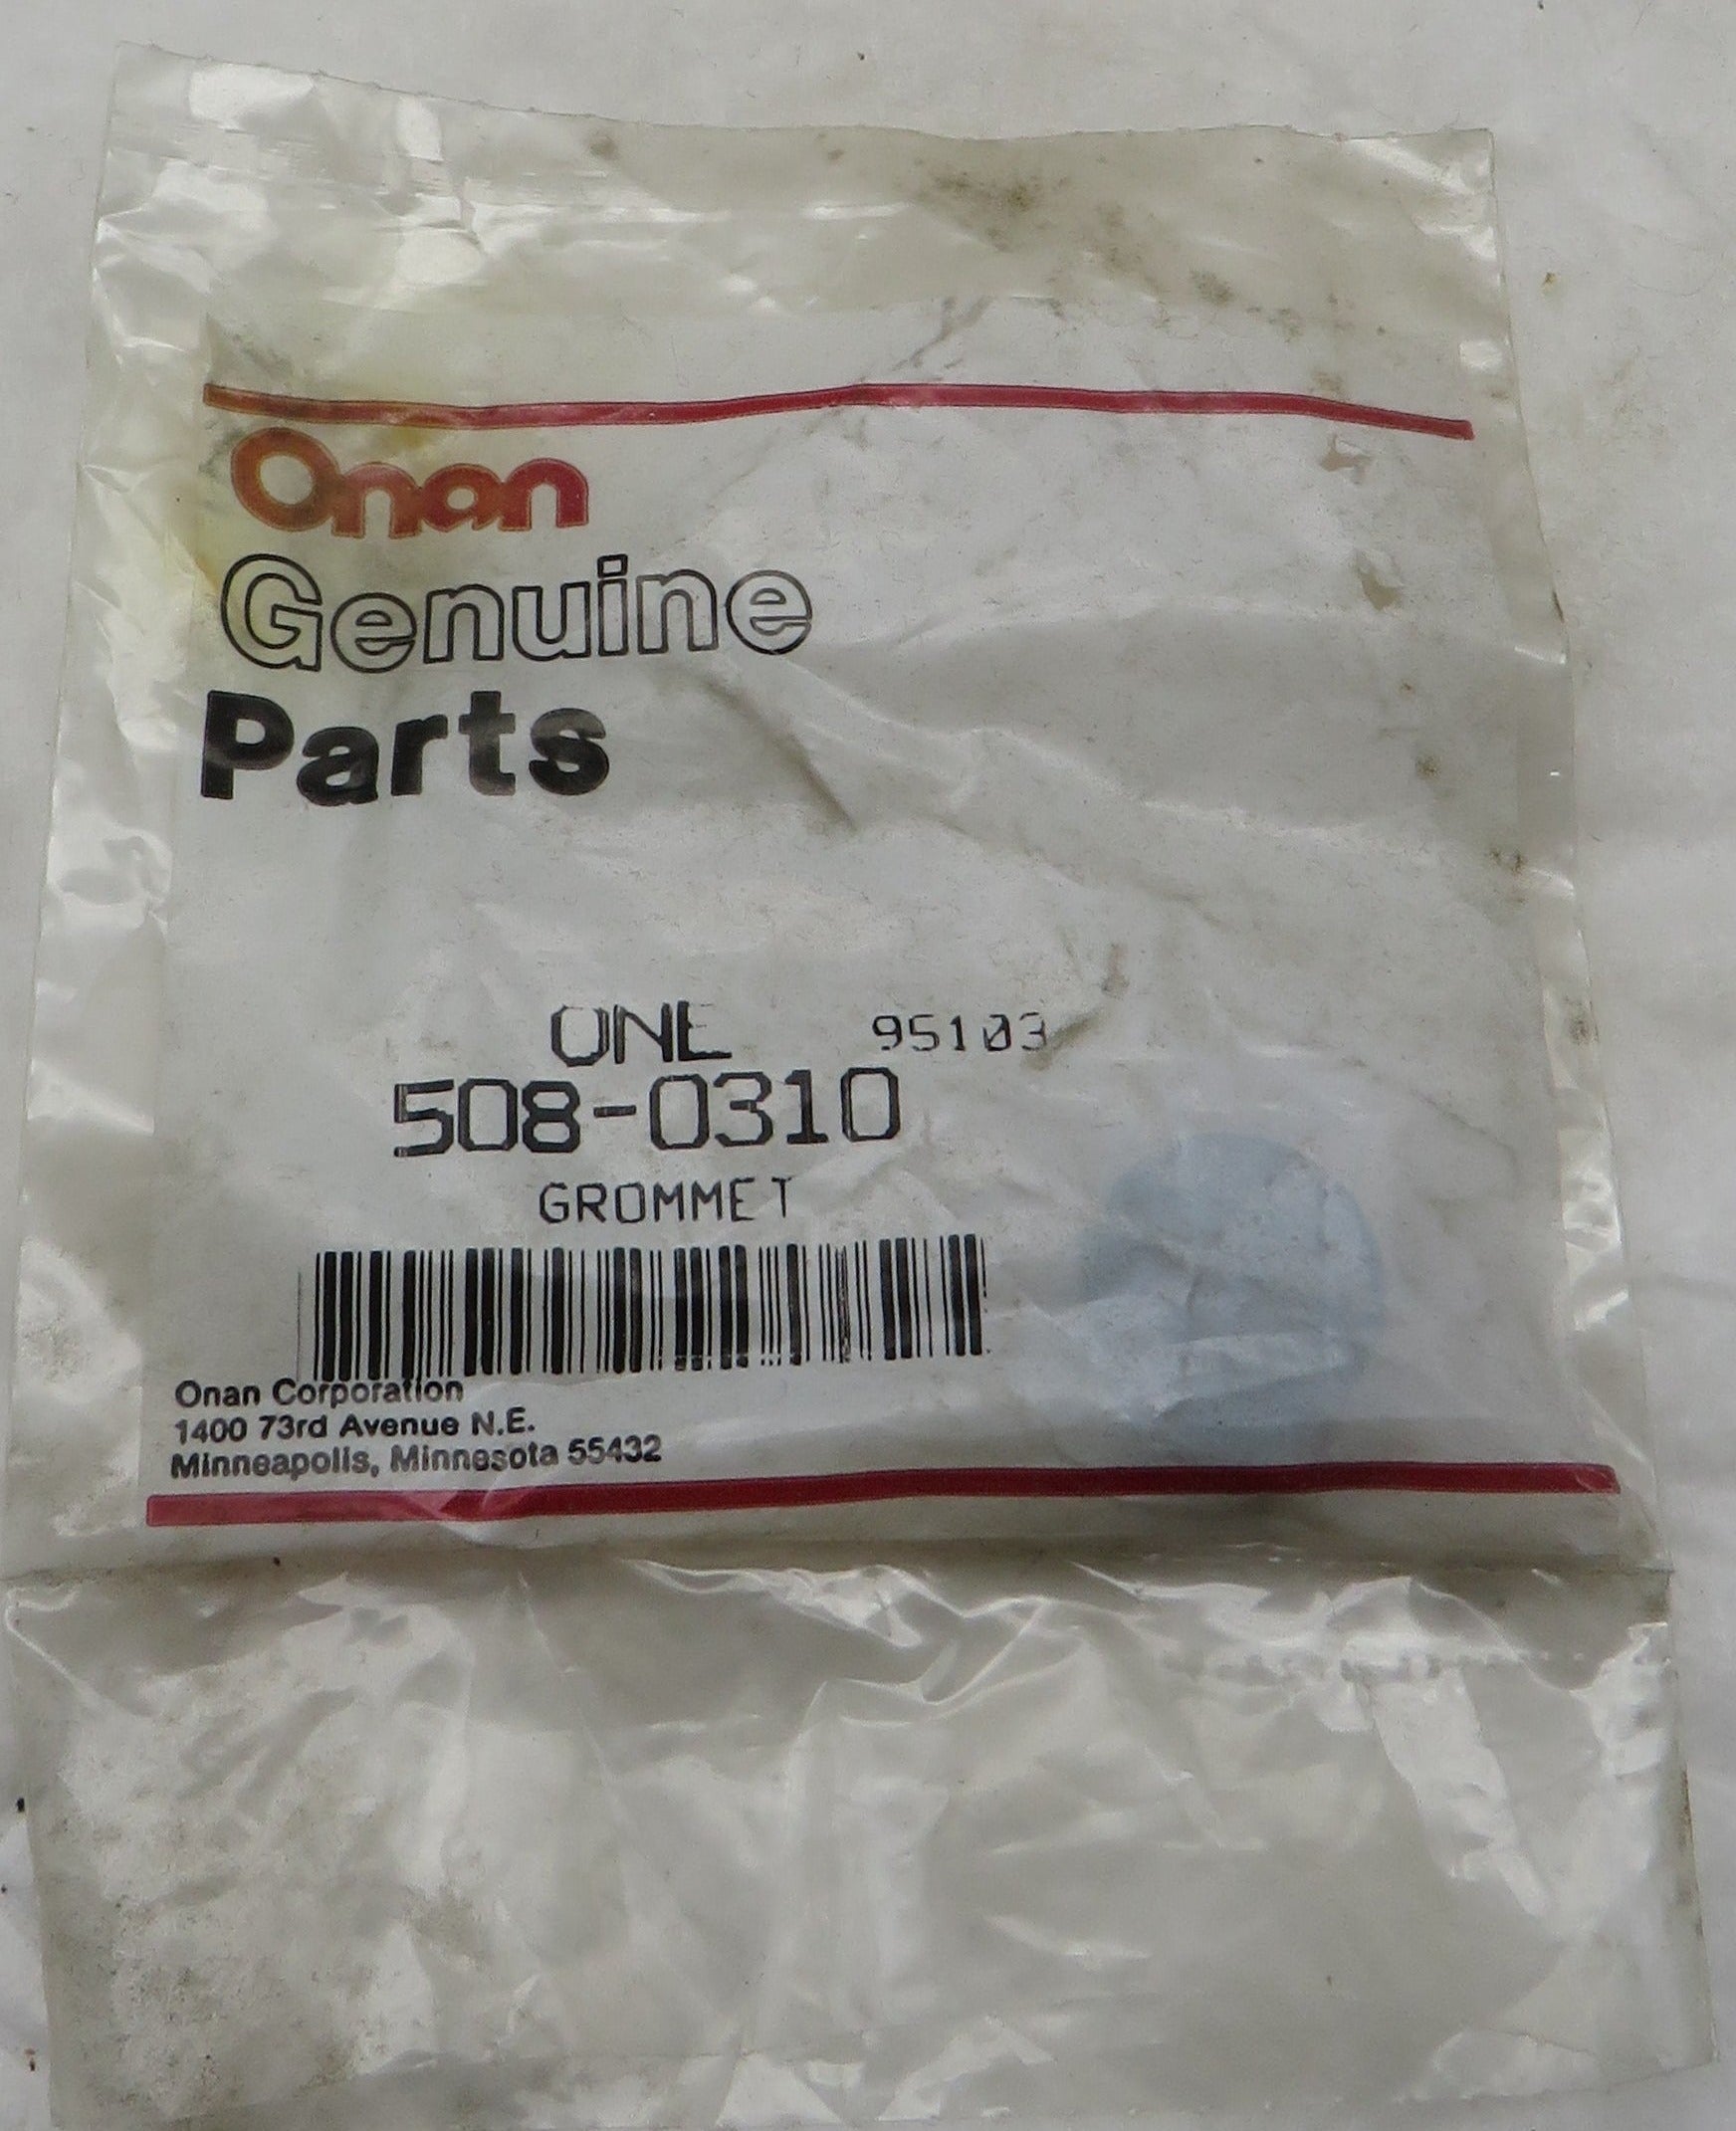 Onan
Genuine
Parts
ONE 95103
508-0310
GROMMET
Onan Corporation
1400 73rd Avenue N.E.
Minneapolis, Minnesota 55432